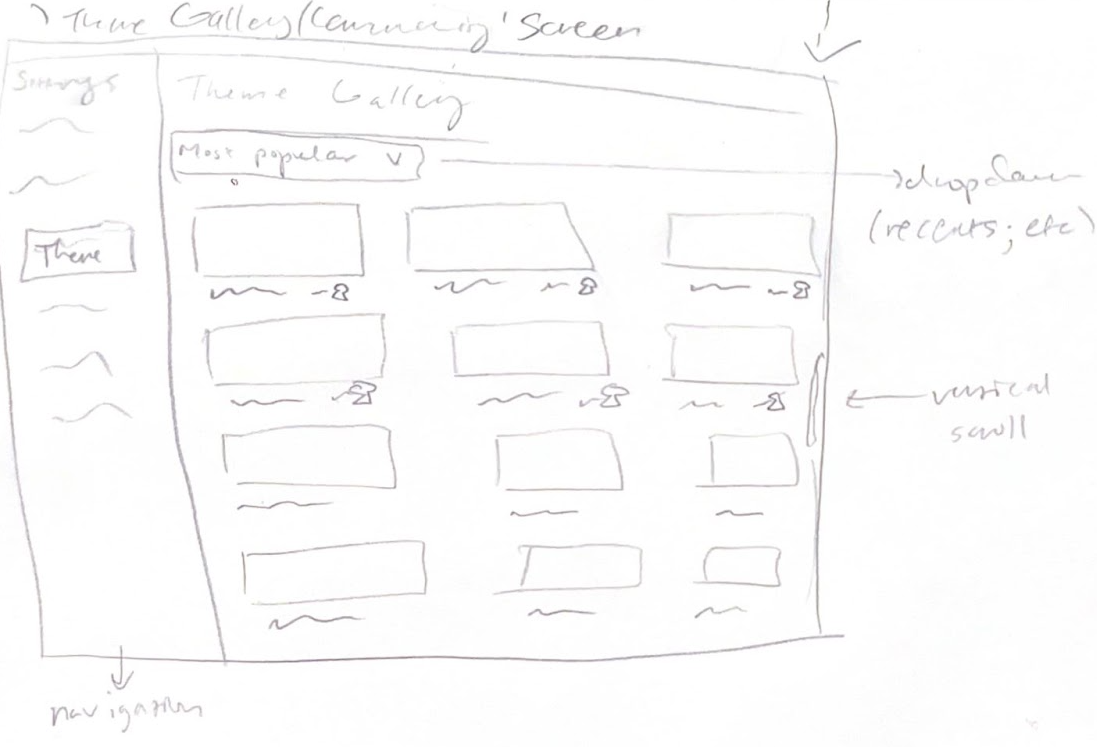 Theme Gallery/Community Screen
Settings
Theme Gallery
Most popular
dropdown
(recents; etc)
Theme
vertical
scroll
navigation